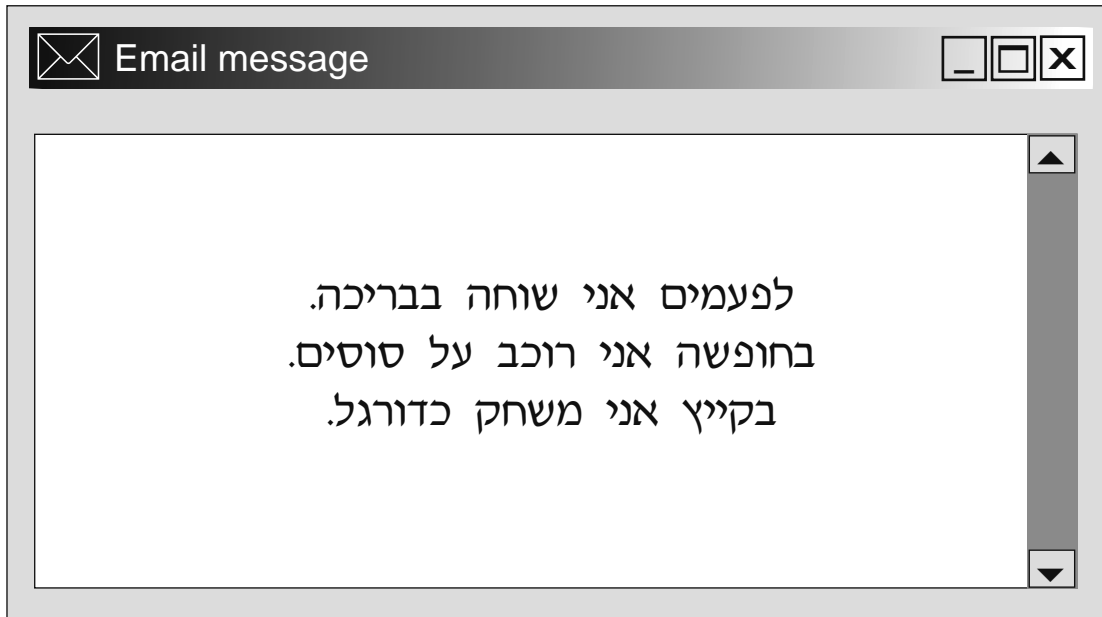 Email message
לפעמים אני שוחה בבריכה.
בחופשה אני רוכב על סוסים.
בקייץ אני משחק כדורגל.